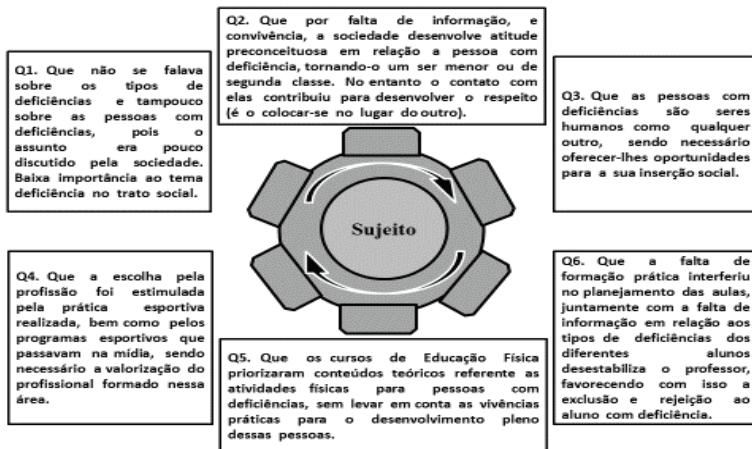 Q2. Que por falta de informação, e
convivência, a sociedade desenvolve atitude
preconceituosa em relação a pessoa com
deficiência, tornando-o um ser menor ou de
segunda classe. No entanto o contato com
elas contribuiu para desenvolver o respeito
(é o colocar-se no lugar do outro).
Q1. Que não se falava
sobre os tipos de
deficiências e tampouco
sobre as pessoas com
deficiências, pois o
assunto era pouco
discutido pela sociedade.
Baixa importância ao tema
deficiência no trato social.
Q3. Que as pessoas com
deficiências são seres
humanos como qualquer
outro, sendo necessário
oferecer-lhes oportunidades
para a sua inserção social.
Sujeito
Q4. Que a escolha pela
profissão foi estimulada
pela prática esportiva
realizada, bem como pelos
programas esportivos que
passavam na mídia, sendo
necessário a valorização do
profissional formado nessa
área.
Q6. Que a falta de
formação prática interferiu
no planejamento das aulas,
juntamente com a falta de
informação em relação aos
tipos de deficiências dos
diferentes alunos
desestabiliza o professor,
favorecendo com isso a
exclusão e rejeição ao
aluno com deficiência.
Q5. Que os cursos de Educação Física
priorizaram conteúdos teóricos referente as
atividades físicas para pessoas com
deficiências, sem levar em conta as vivências
práticas para o desenvolvimento pleno
dessas pessoas.